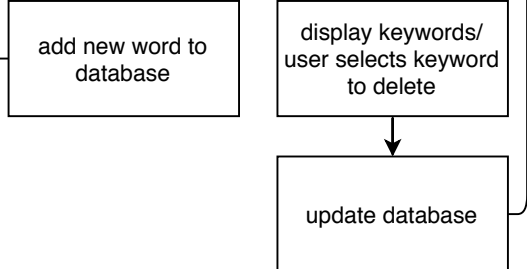 add new word to
database
display keywords/
user selects keyword
to delete
update database